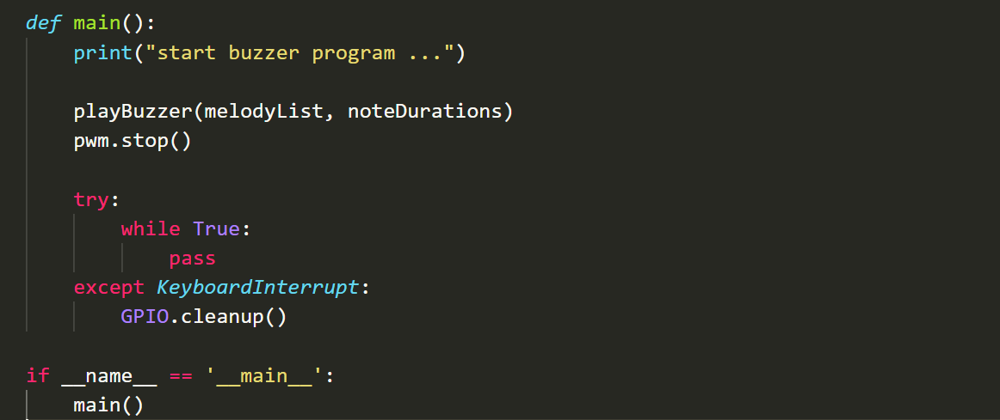 def main():
    print("start buzzer program ...")

    playBuzzer(melodyList, noteDurations)
    pwm.stop()

    try:
        while True:
            pass
    except KeyboardInterrupt:
        GPIO.cleanup()

if __name__ == '__main__':
    main()